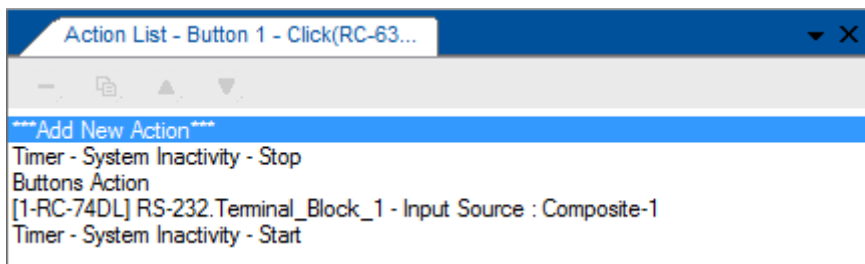 Action List - Button 1 - Click(RC-63...
***Add New Action***
Timer - System Inactivity - Stop
Buttons Action
[1-RC-74DL] RS-232.Terminal_Block_1 - Input Source : Composite-1
Timer - System Inactivity - Start